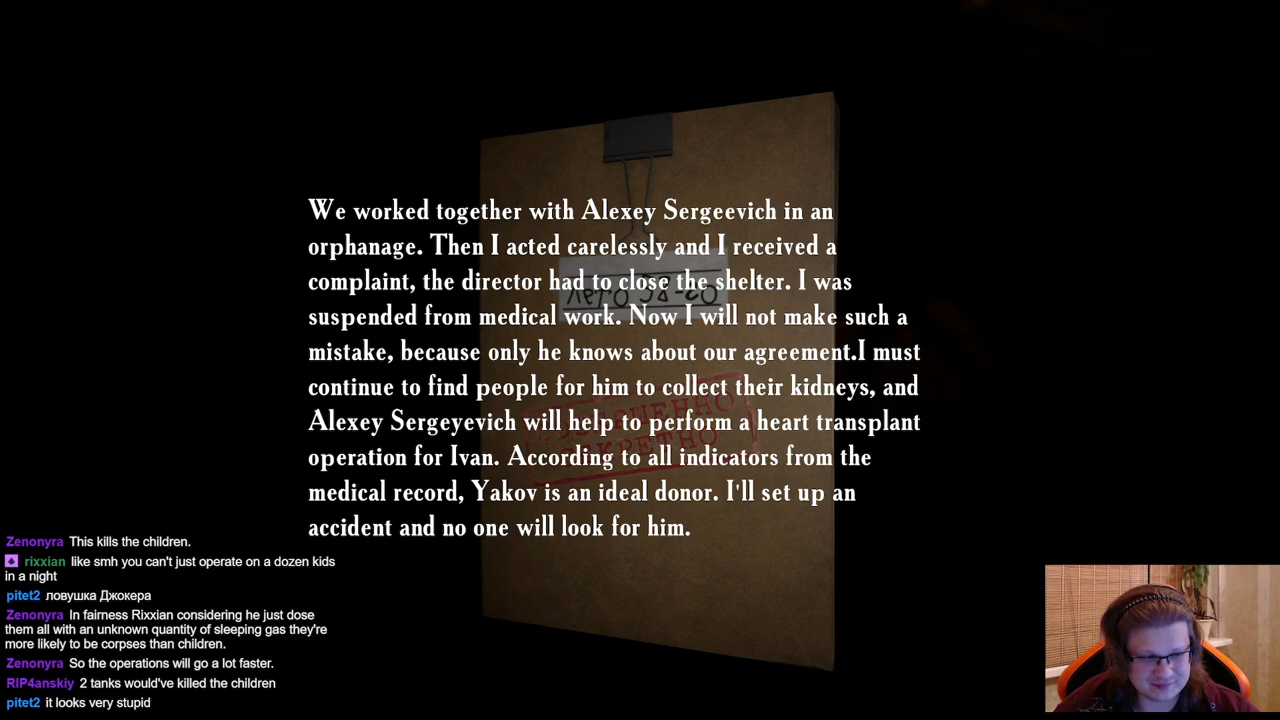 We worked together with Alexey Sergeevich in an
orphanage. Then I acted carelessly and I received a
complaint, the director had to close the shelter. I was
suspended from medical work. Now I will not make such a
mistake, because only he knows about our agreement.I must
continue to find people for him to collect their kidneys, and
Alexey Sergeyevich will help to perform a heart transplant
operation for Ivan. According to all indicators from the
medical record, Yakov is an ideal donor. I'll set up an
accident and no one will look for him.
Zenonyra This kills the children.
rixxian like smh you can't just operate on a dozen kids
in a night
pitet2 ловушка Джокера
Zenonyra In fairness Rixxian considering he just dose
them all with an unknown quantity of sleeping gas they're
more likely to be corpses than children.
Zenonyra So the operations will go a lot faster.
RIP4anskiy 2 tanks would've killed the children
pitet2 it looks very stupid